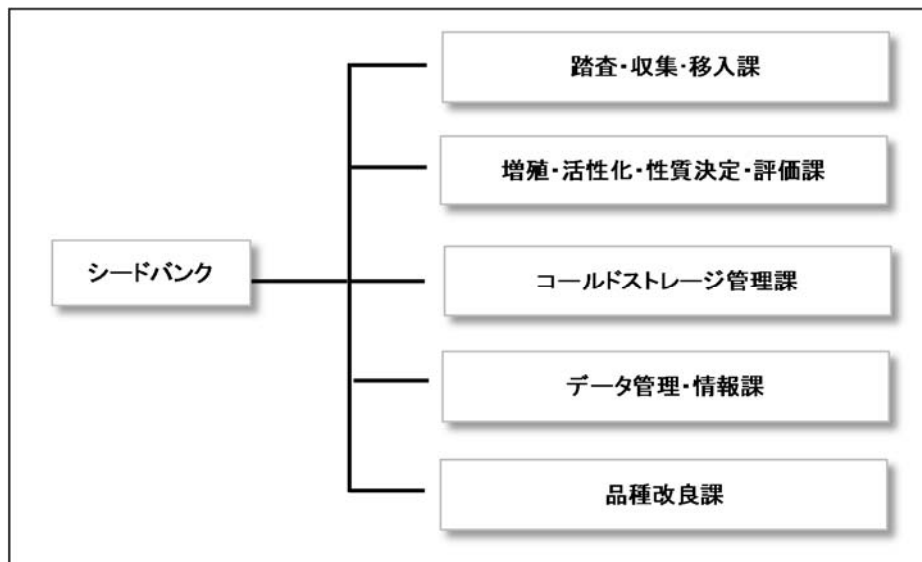 踏査・収集・移入課
増殖・活性化・性質決定・評価課
シードバンク
コールドストレージ管理課
データ管理・情報課
品種改良課